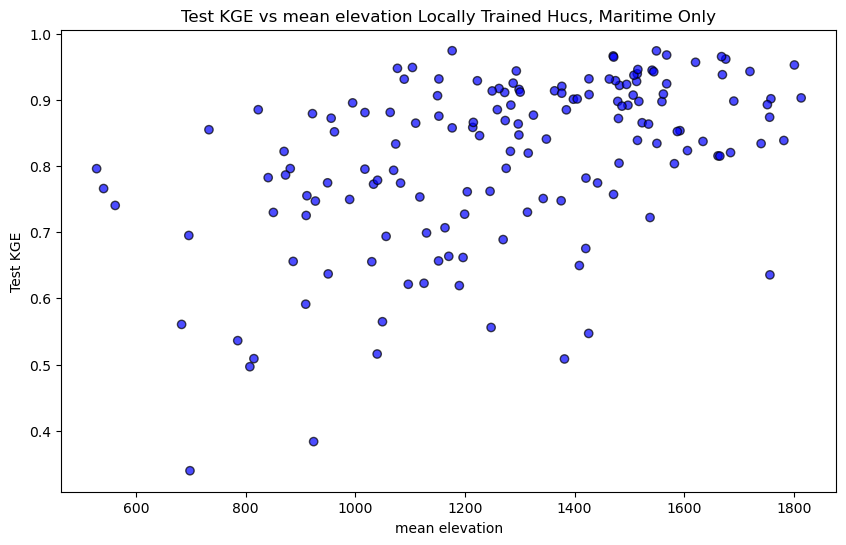 Test KGE vs mean elevation Locally Trained Hucs, Maritime Only
Test KGE
1.0
0.9
0.8
0.7
0.6
0.5
0.4
600 800 1000 1200 1400 1600 1800
mean elevation